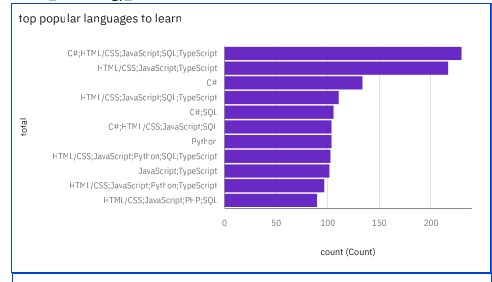 top popular languages to learn
C#;HTML/CSS;JavaScript;SQL;TypeScript
HTML/CSS;JavaScript;TypeScript
C#
HTML/CSS;JavaScript;SQL;TypeScript
C#;SQL
C#;HTML/CSS;JavaScript;SQL
Python
HTML/CSS;JavaScript;Python;SQL;TypeScript
JavaScript;TypeScript
HTML/CSS;JavaScript;Python;TypeScript
HTML/CSS;JavaScript;PHP;SQL
total
0 50 100 150 200
count (Count)